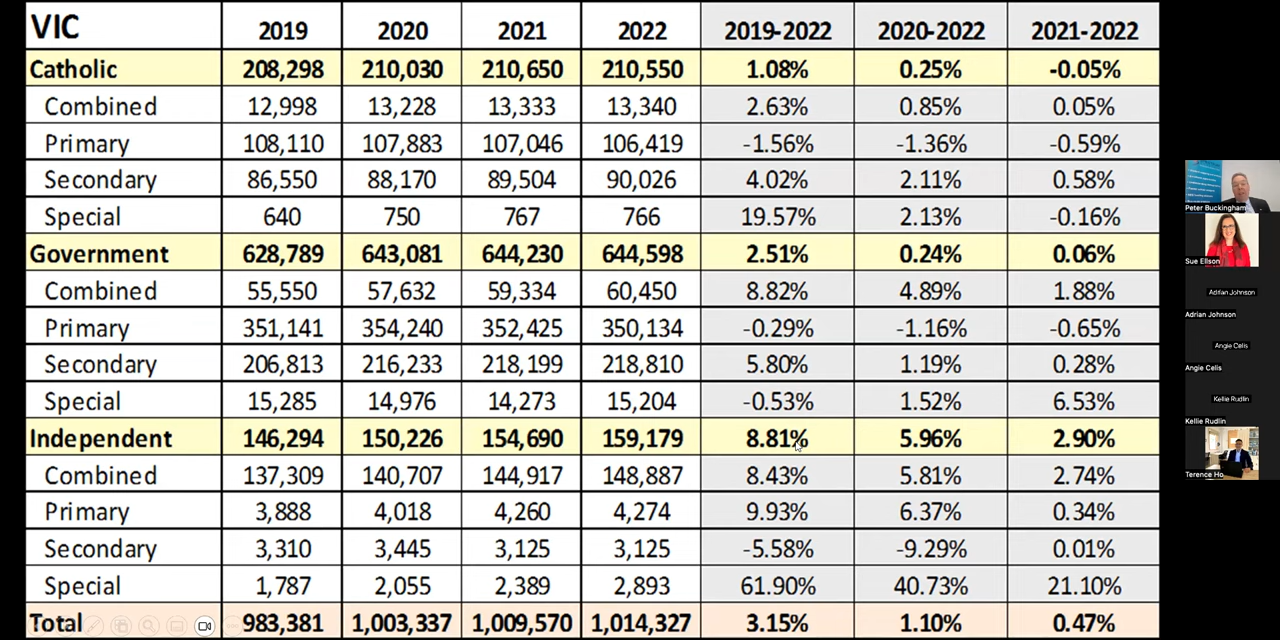 VIC 2019 2020 2021 2022 2019-2022 2020-2022 2021-2022
Catholic 208,298 210,030 210,650 210,550 1.08% 0.25% -0.05%
Combined 12,998 13,228 13,333 13,340 2.63% 0.85% 0.05%
Primary 108,110 107,883 107,046 106,419 -1.56% -1.36% -0.59%
Secondary 86,550 88,170 89,504 90,026 4.02% 2.11% 0.58%
Special 640 750 767 766 19.57% 2.13% -0.16%
Government 628,789 643,081 644,230 644,598 2.51% 0.24% 0.06%
Combined 55,550 57,632 59,334 60,450 8.82% 4.89% 1.88%
Primary 351,141 354,240 352,425 350,134 -0.29% -1.16% -0.65%
Secondary 206,813 216,233 218,199 218,810 5.80% 1.19% 0.28%
Special 15,285 14,976 14,273 15,204 -0.53% 1.52% 6.53%
Independent 146,294 150,226 154,690 159,179 8.81% 5.96% 2.90%
Combined 137,309 140,707 144,917 148,887 8.43% 5.81% 2.74%
Primary 3,888 4,018 4,260 4,274 9.93% 6.37% 0.34%
Secondary 3,310 3,445 3,125 3,125 -5.58% -9.29% 0.01%
Special 1,787 2,055 2,389 2,893 61.90% 40.73% 21.10%
Total 983,381 1,003,337 1,009,570 1,014,327 3.15% 1.10% 0.47%
Peter Buckingham
Sue Ellson
Adrian Johnson
Adrian Johnson
Angie Celis
Angie Celis
Kellie Rudlin
Kellie Rudlin
Terence Ho